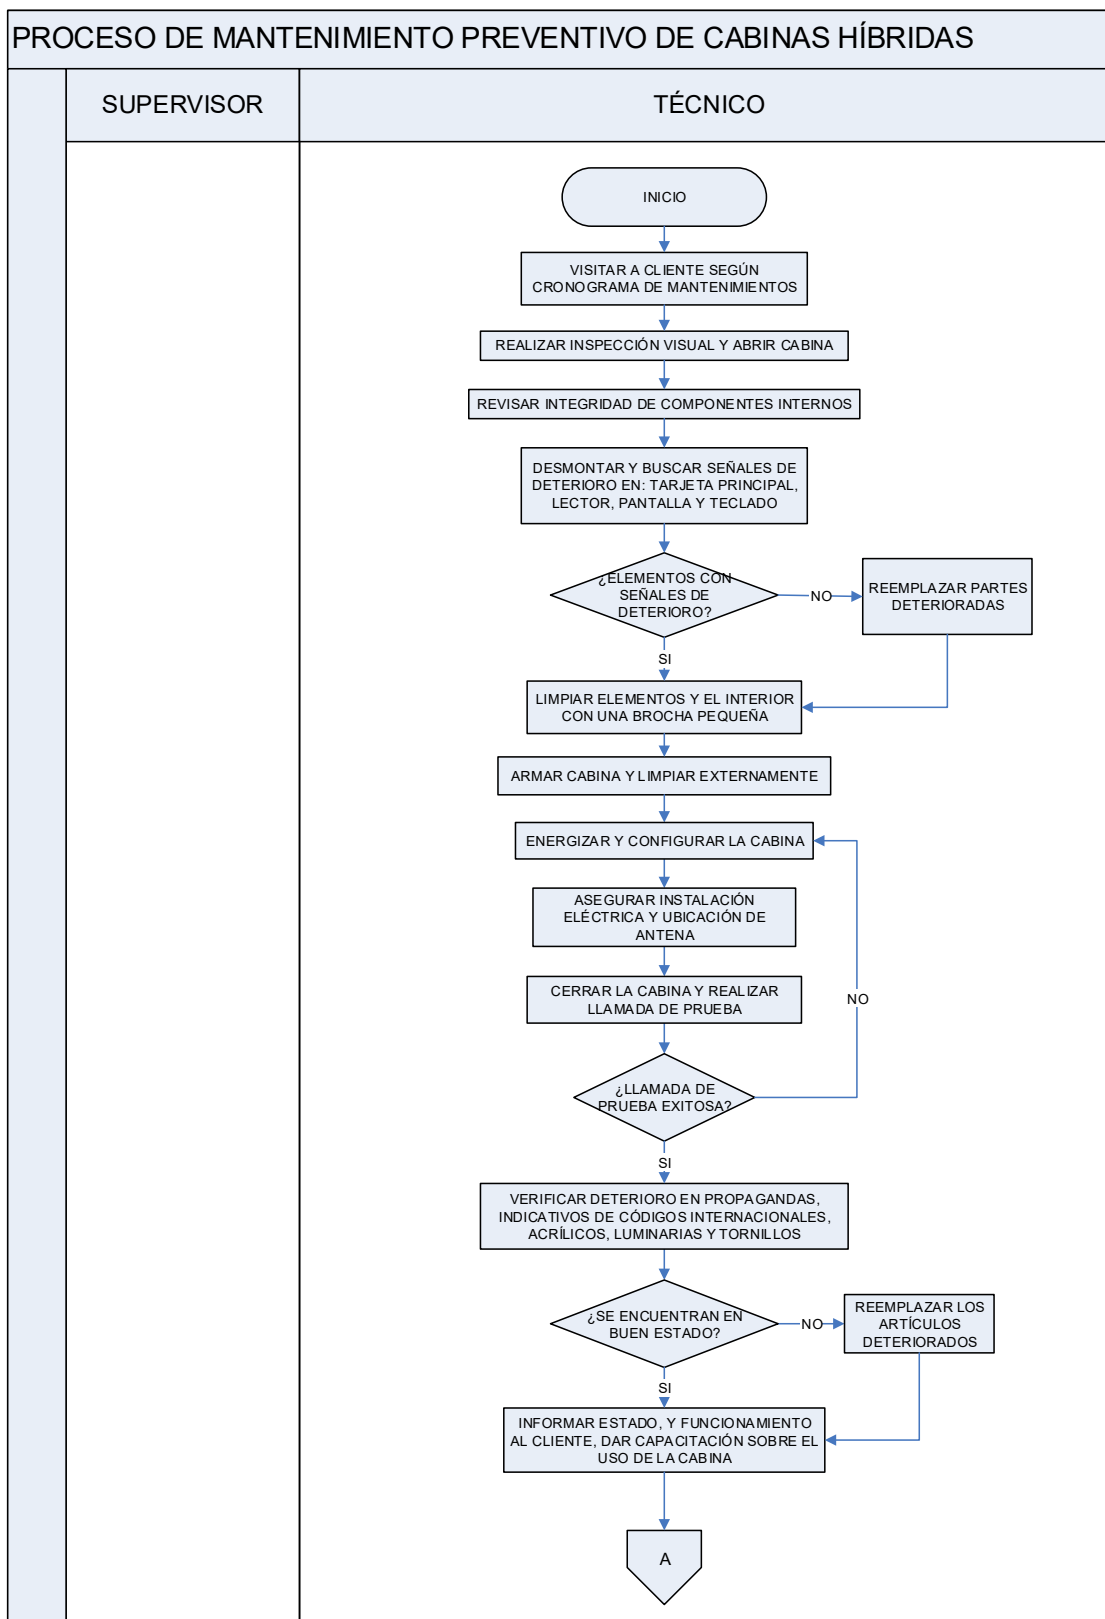 PROCESO DE MANTENIMIENTO PREVENTIVO DE CABINAS HÍBRIDAS
SUPERVISOR
TÉCNICO
INICIO
VISITAR A CLIENTE SEGÚN
CRONOGRAMA DE MANTENIMIENTOS
REALIZAR INSPECCIÓN VISUAL Y ABRIR CABINA
REVISAR INTEGRIDAD DE COMPONENTES INTERNOS
DESMONTAR Y BUSCAR SEÑALES DE
DETERIORO EN: TARJETA PRINCIPAL,
LECTOR, PANTALLA Y TECLADO
¿ELEMENTOS CON
SEÑALES DE
DETERIORO?
NO
REEMPLAZAR PARTES
DETERIORADAS
SI
LIMPIAR ELEMENTOS Y EL INTERIOR
CON UNA BROCHA PEQUEÑA
ARMAR CABINA Y LIMPIAR EXTERNAMENTE
ENERGIZAR Y CONFIGURAR LA CABINA
ASEGURAR INSTALACIÓN
ELÉCTRICA Y UBICACIÓN DE
ANTENA
CERRAR LA CABINA Y REALIZAR
LLAMADA DE PRUEBA
NO
¿LLAMADA DE
PRUEBA EXITOSA?
SI
VERIFICAR DETERIORO EN PROPAGANDAS,
INDICATIVOS DE CÓDIGOS INTERNACIONALES,
ACRÍLICOS, LUMINARIAS Y TORNILLOS
¿SE ENCUENTRAN EN
BUEN ESTADO?
NO
REEMPLAZAR LOS
ARTÍCULOS
DETERIORADOS
SI
INFORMAR ESTADO, Y FUNCIONAMIENTO
AL CLIENTE, DAR CAPACITACIÓN SOBRE EL
USO DE LA CABINA
A